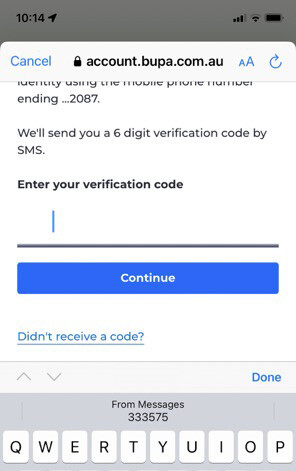 10:14
Cancel account.bupa.com.au AA
identity using the mobile phone number
ending ...2087.
We'll send you a 6 digit verification code by
SMS.
Enter your verification code
Continue
Didn't receive a code?
Done
From Messages
333575
Q W E R T Y U I O P